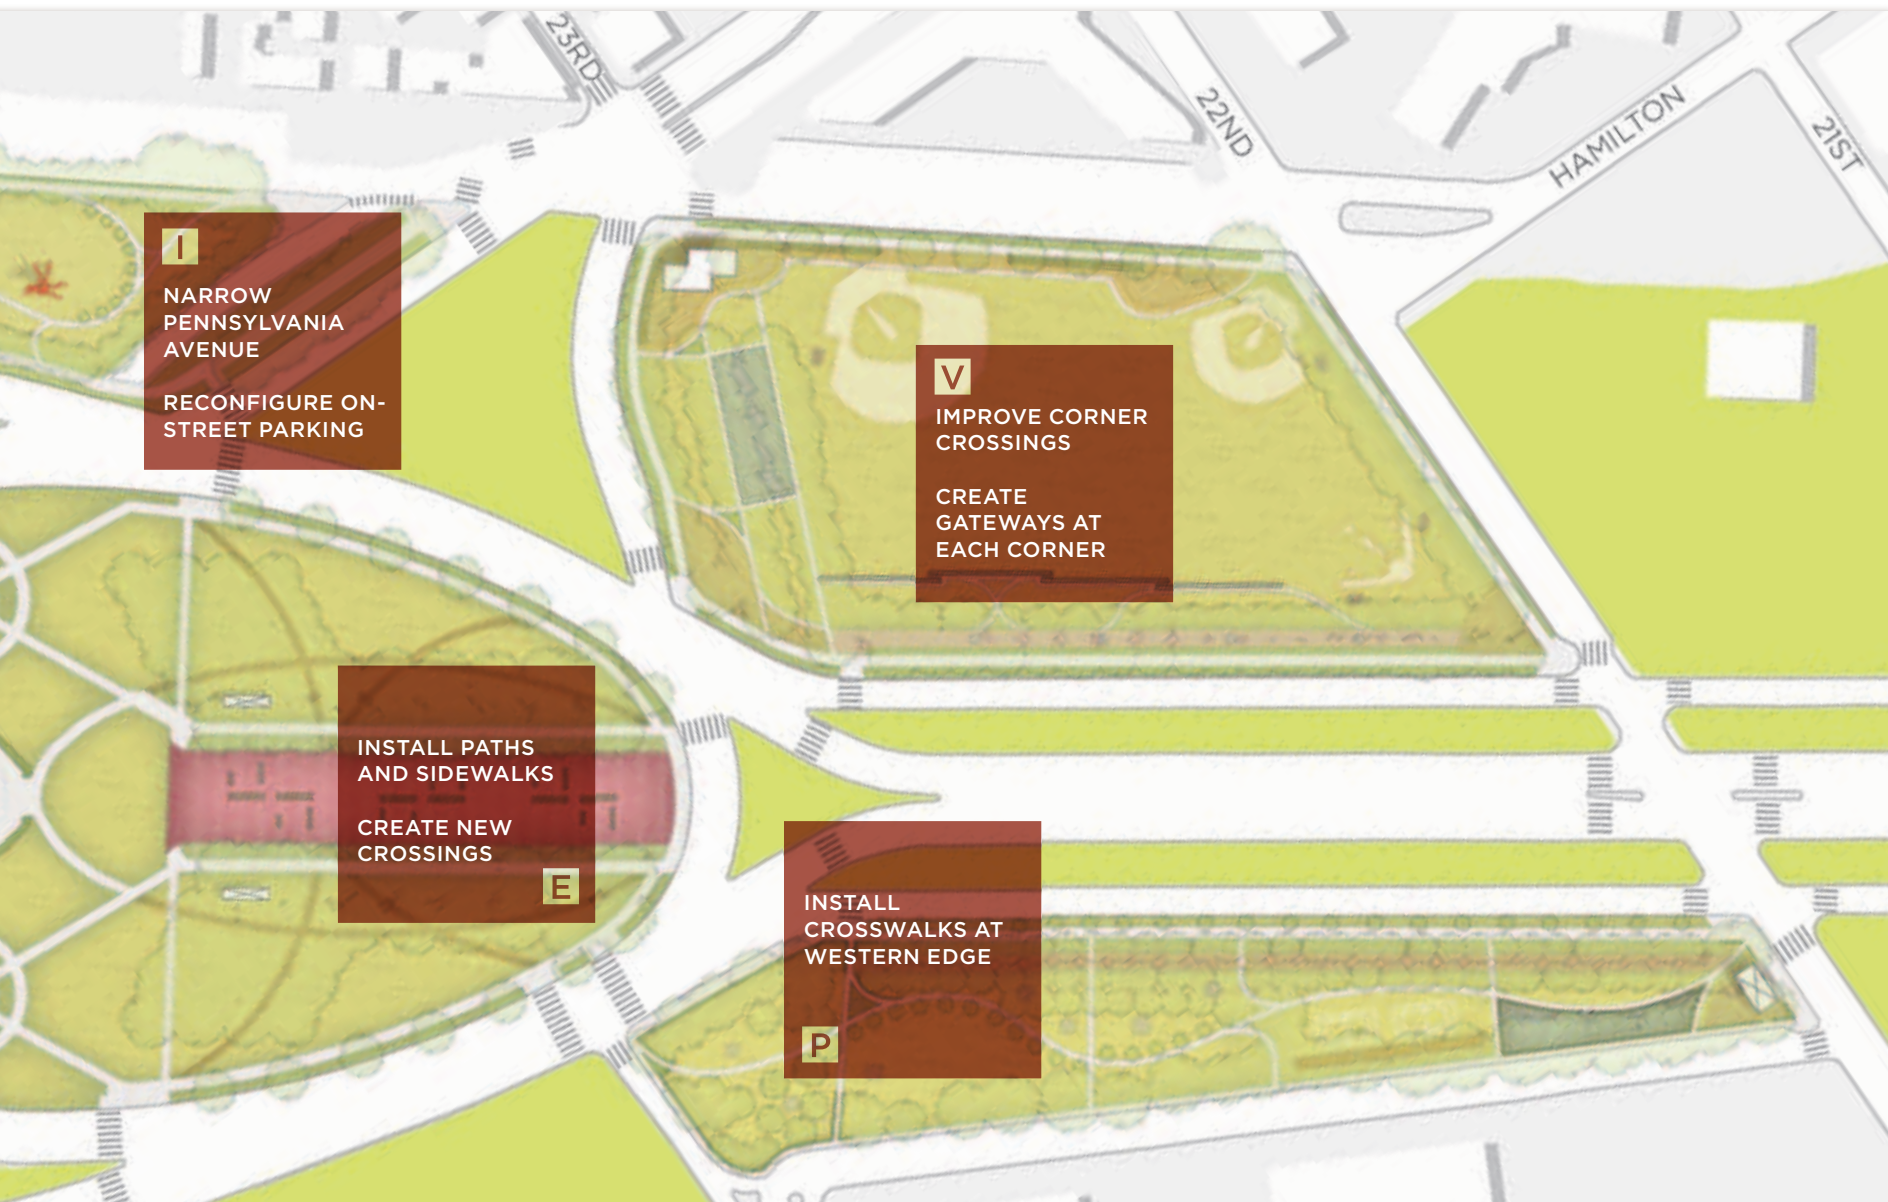 23RD
22ND
HAMILTON
21ST
I
NARROW
PENNSYLVANIA
AVENUE
RECONFIGURE ON-
STREET PARKING
V
IMPROVE CORNER
CROSSINGS
CREATE
GATEWAYS AT
EACH CORNER
INSTALL PATHS
AND SIDEWALKS
CREATE NEW
CROSSINGS
E
INSTALL
CROSSWALKS AT
WESTERN EDGE
P